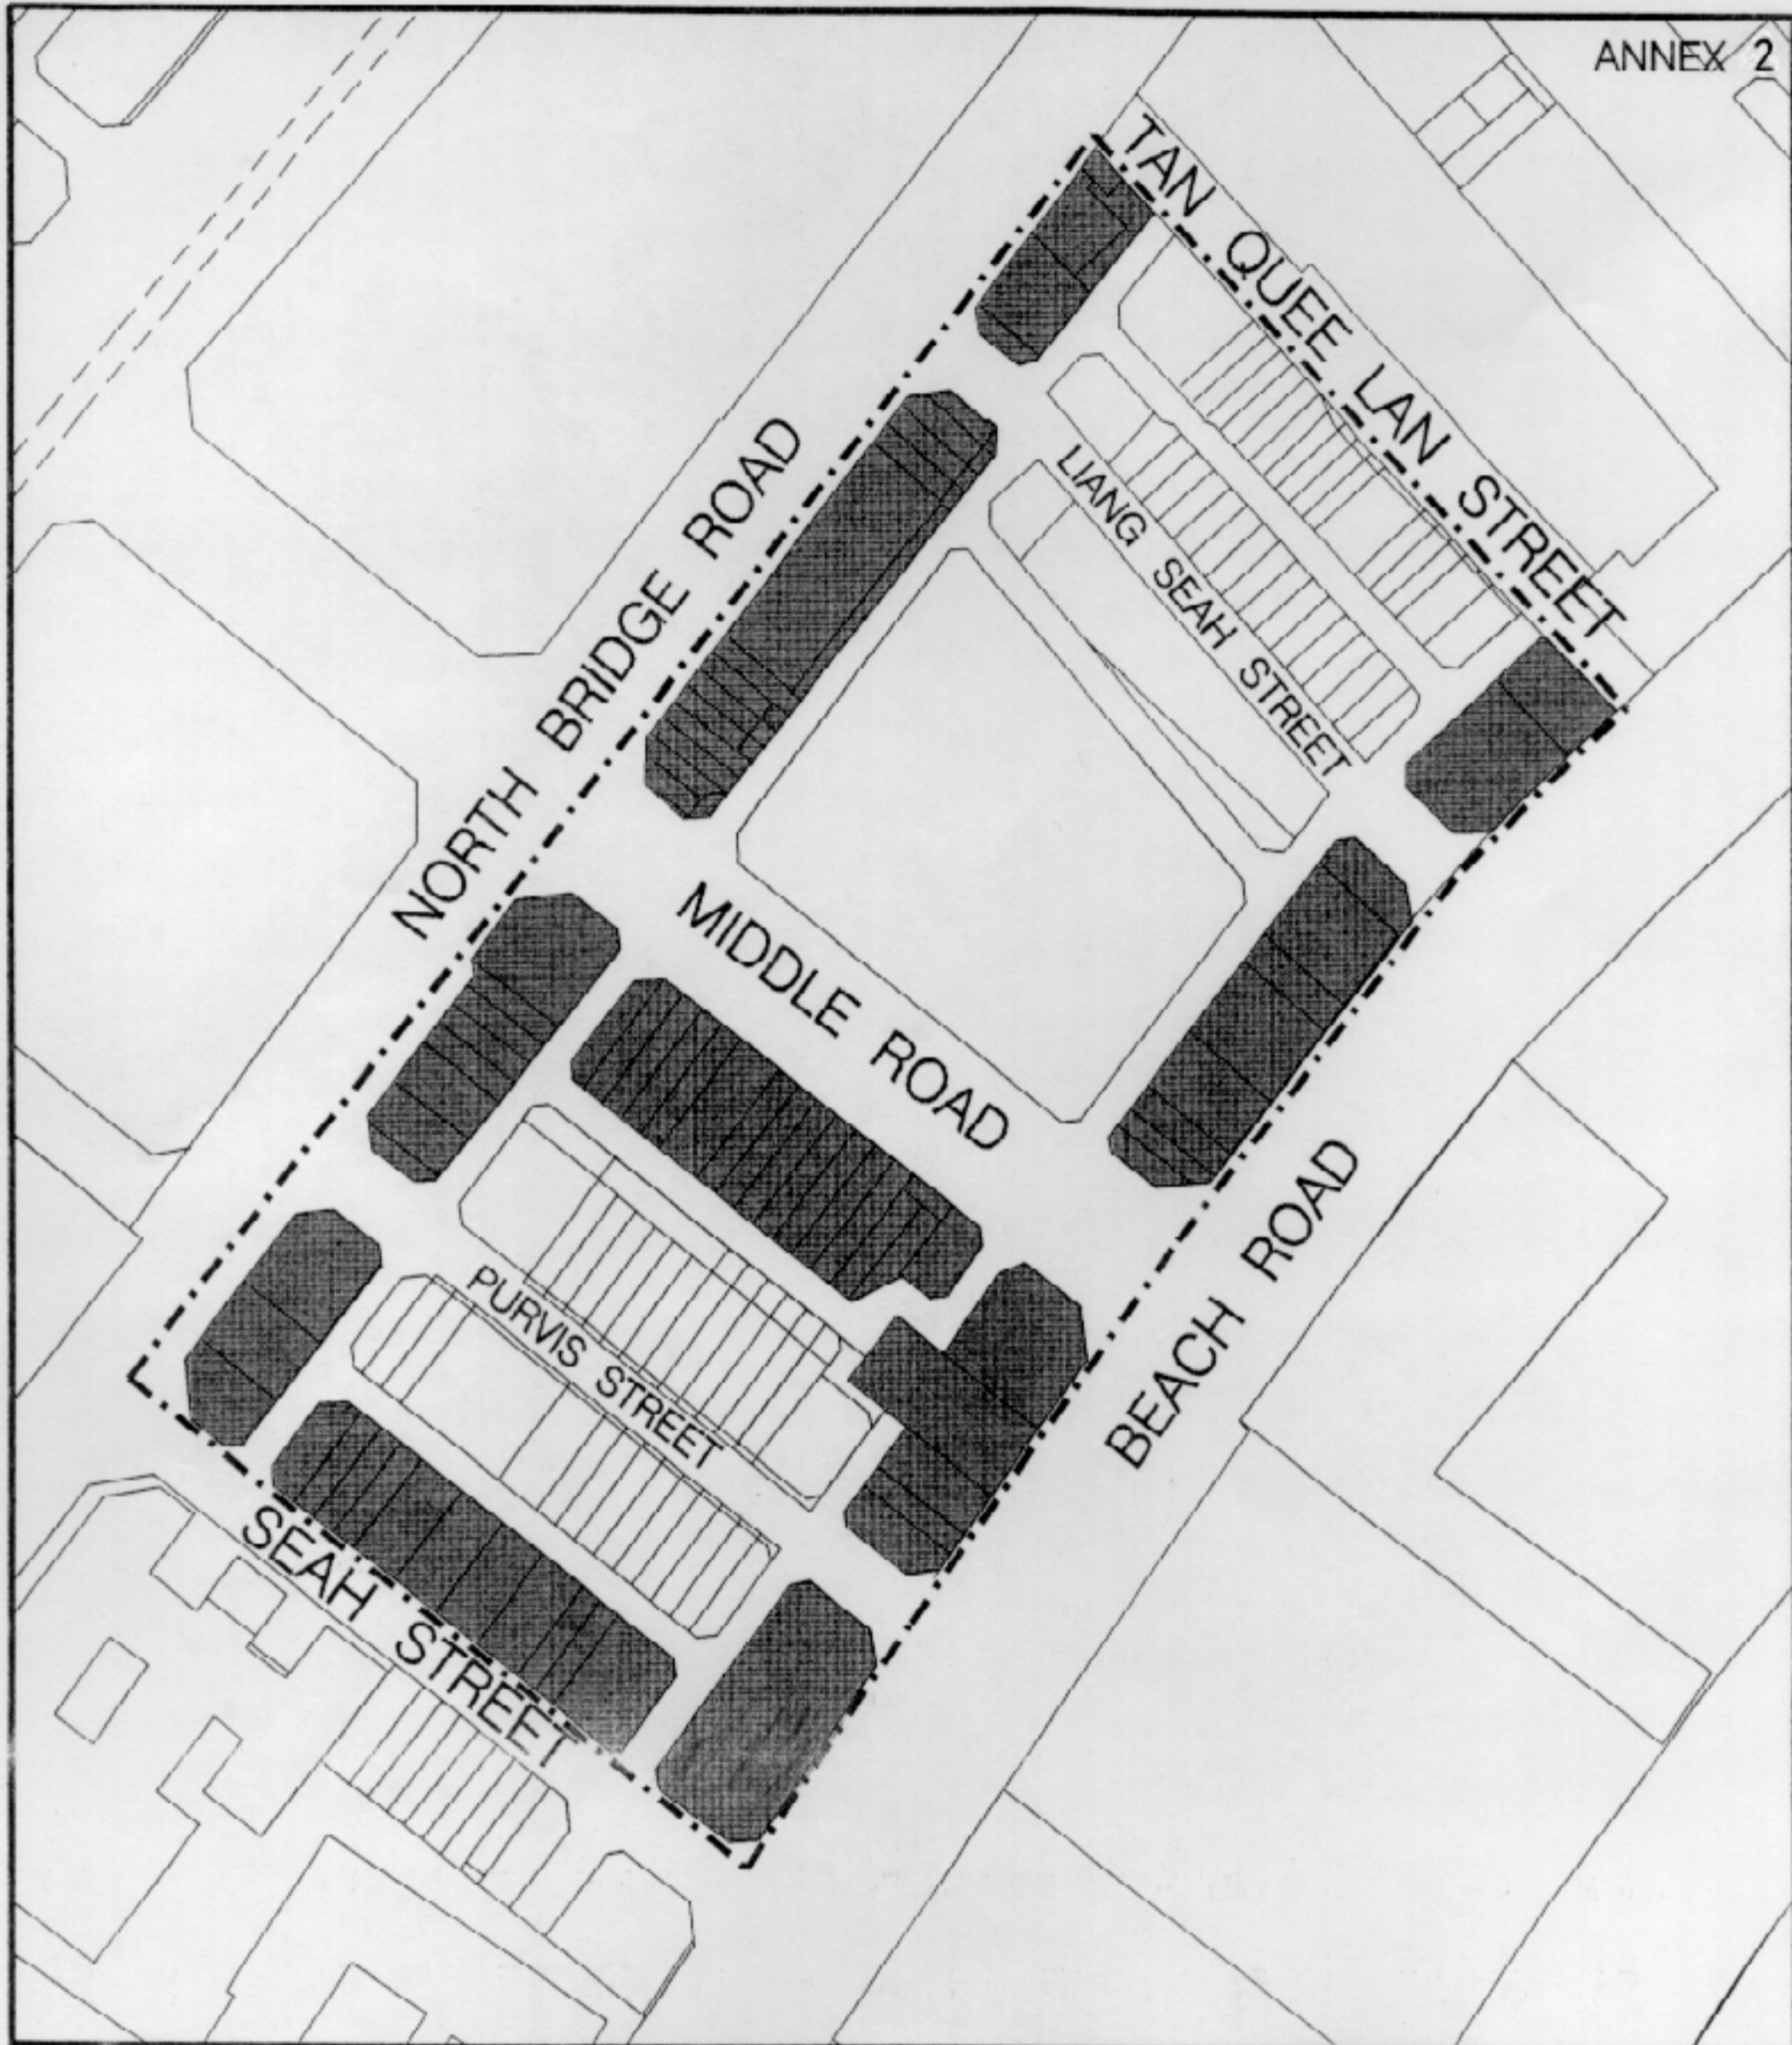 ANNEX 2
TAN QUEE LAN STREET
LIANG SEAH STREET
NORTH BRIDGE ROAD
MIDDLE ROAD
BEACH ROAD
PURVIS STREET
SEAH STREET